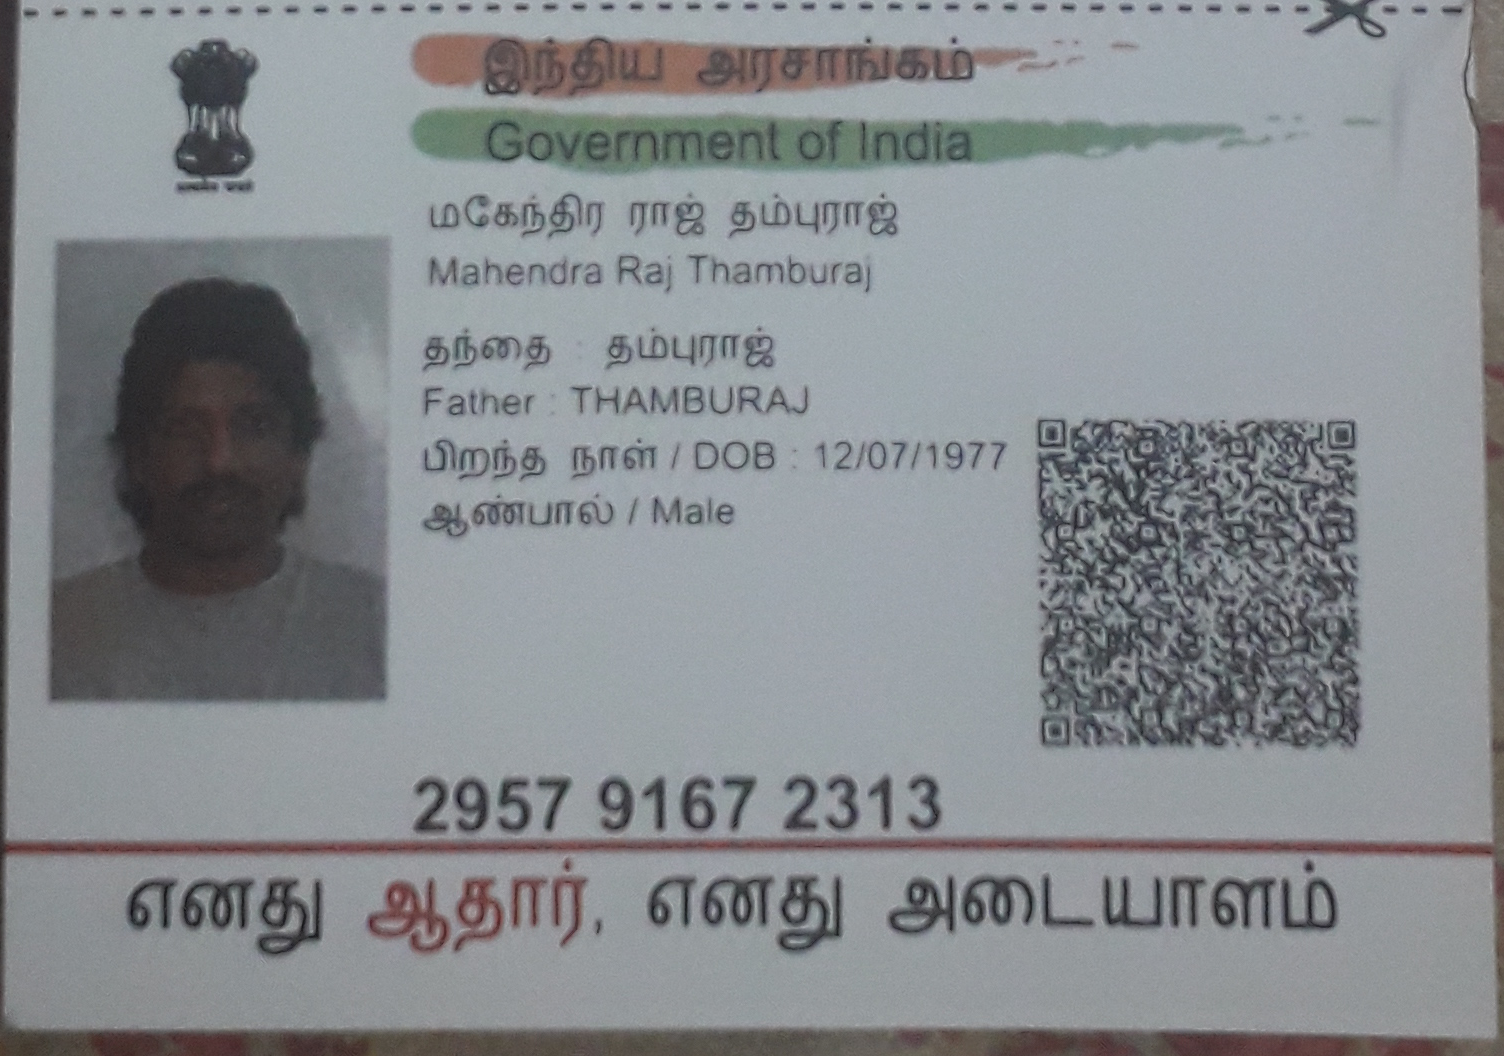 இந்திய அரசாங்கம்
Government of India
மகேந்திர ராஜ் தம்புராஜ்
Mahendra Raj Thamburaj
தந்தை : தம்புராஜ்
Father : THAMBURAJ
பிறந்த நாள் / DOB : 12/07/1977
ஆண்பால் / Male
2957 9167 2313
எனது ஆதார், எனது அடையாளம்